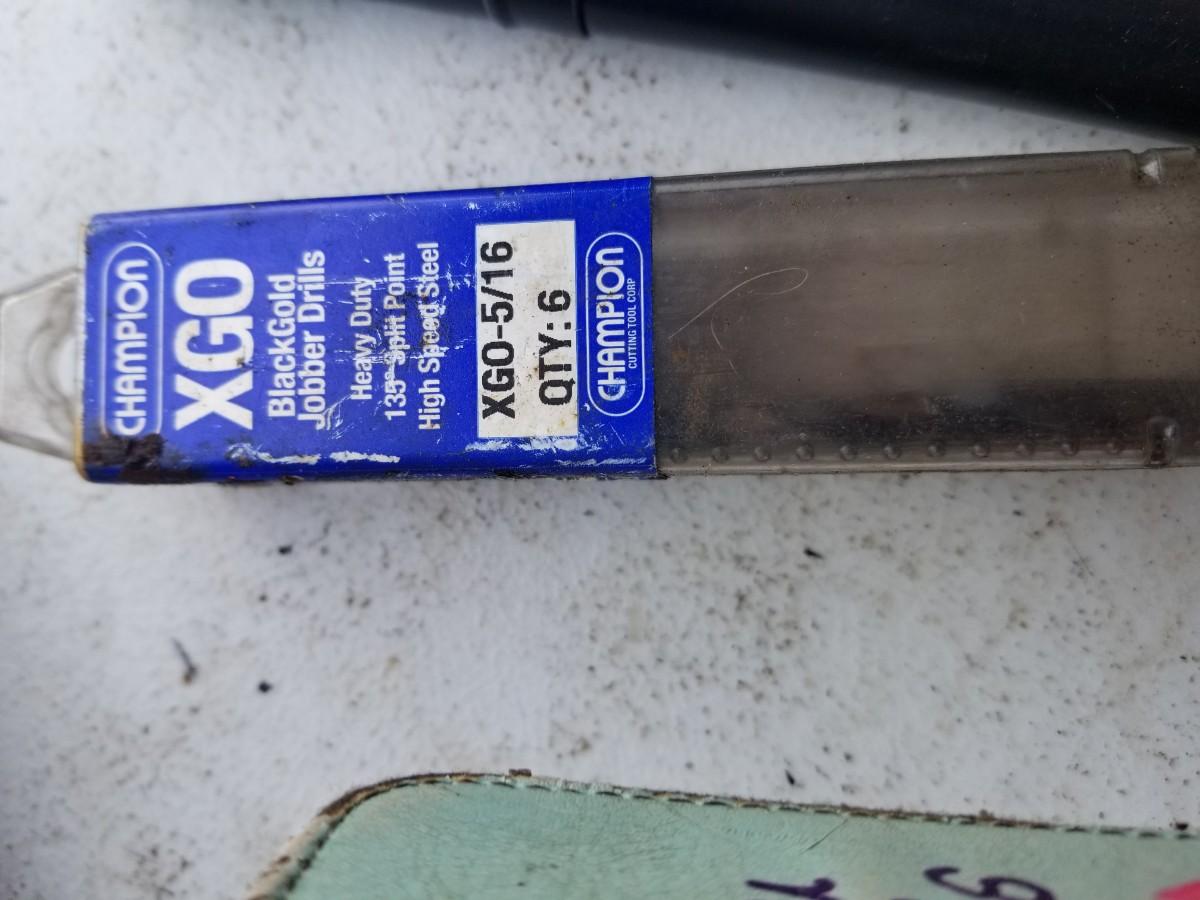 CHAMPION
XGO
BlackGold
Jobber Drills
Heavy Duty
135° Split Point
High Speed Steel
XGO-5/16
QTY: 6
CHAMPION
CUTTING TOOL CORP